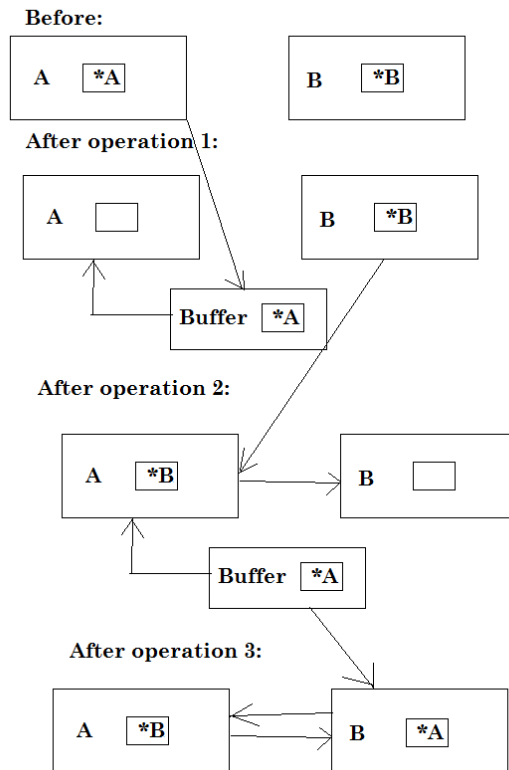 Before:
A *A B *B
After operation 1:
A B *B
Buffer *A
After operation 2:
A *B B
Buffer *A
After operation 3:
A *B B *A